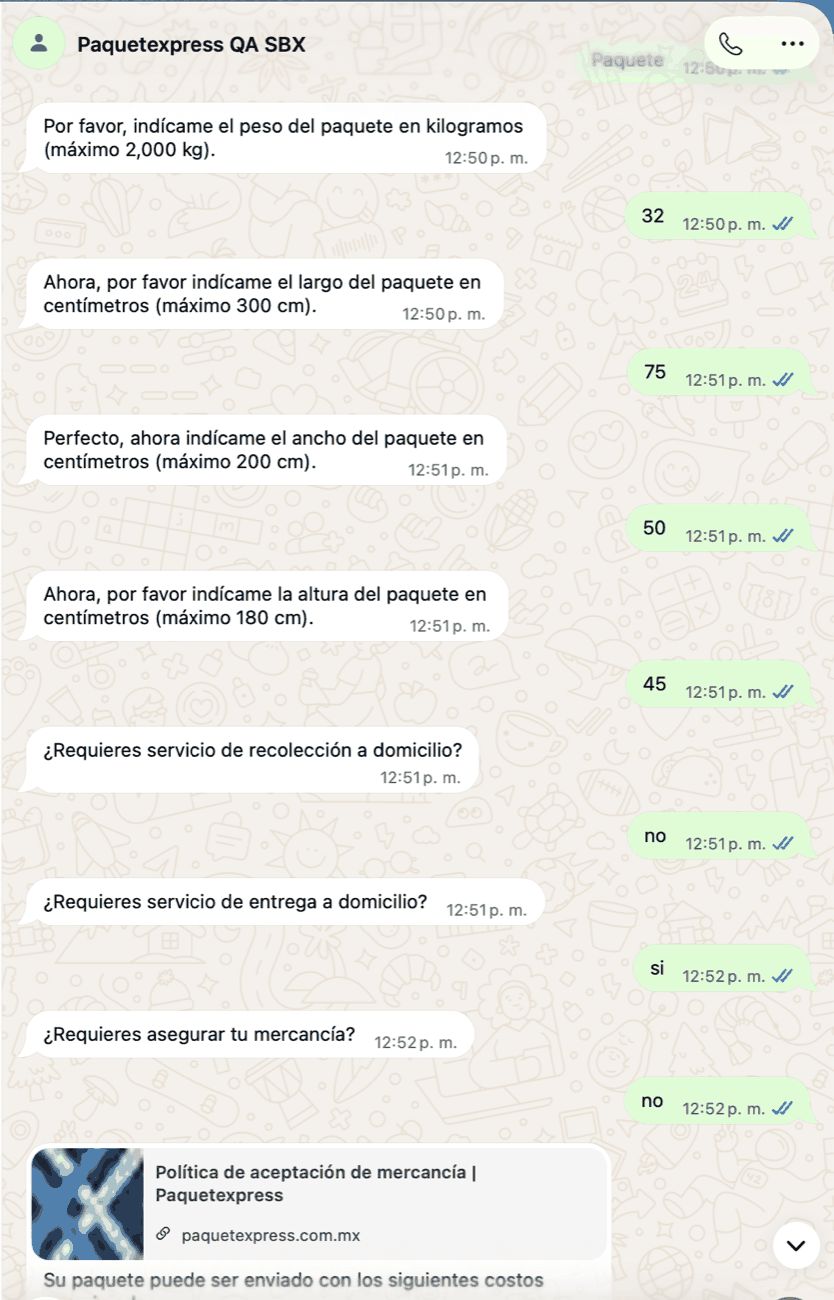 Paquetexpress QA SBX
Paquete 12:50 p. m.
Por favor, indícame el peso del paquete en kilogramos
(máximo 2,000 kg).
12:50 p. m.
32 12:50 p. m.
Ahora, por favor indícame el largo del paquete en
centímetros (máximo 300 cm).
12:50 p. m.
75 12:51 p. m.
Perfecto, ahora indícame el ancho del paquete en
centímetros (máximo 200 cm).
12:51 p. m.
50 12:51 p. m.
Ahora, por favor indícame la altura del paquete en
centímetros (máximo 180 cm).
12:51 p. m.
45 12:51 p. m.
¿Requieres servicio de recolección a domicilio?
12:51 p. m.
no 12:51 p. m.
¿Requieres servicio de entrega a domicilio? 12:51 p. m.
si 12:52 p. m.
¿Requieres asegurar tu mercancía? 12:52 p. m.
no 12:52 p. m.
Política de aceptación de mercancía |
Paquetexpress
paquetexpress.com.mx
Su paquete puede ser enviado con los siguientes costos